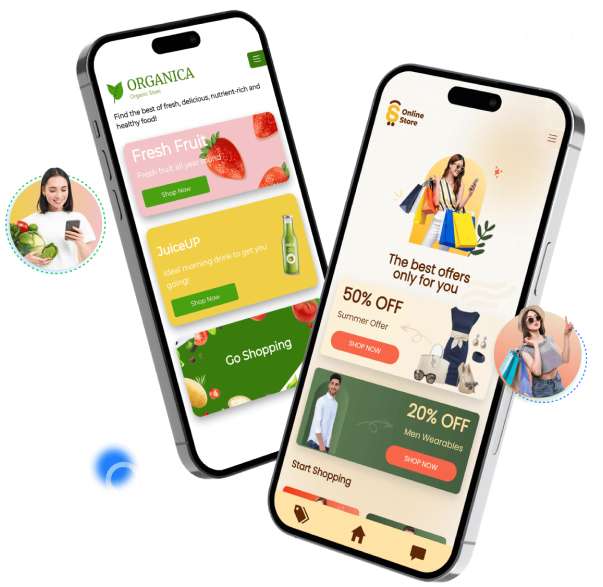 ORGANICA
Organic Store
Find the best of fresh, delicious, nutrient-rich and
healthy food!
Fresh Fruit
Fresh fruit all year round
Shop Now
JuiceUP
Ideal morning drink to get you
going!
Shop Now
Go Shopping
Online
Store
The best offers
only for you
50% OFF
Summer Offer
SHOP NOW
20% OFF
Men Wearables
SHOP NOW
Start Shopping